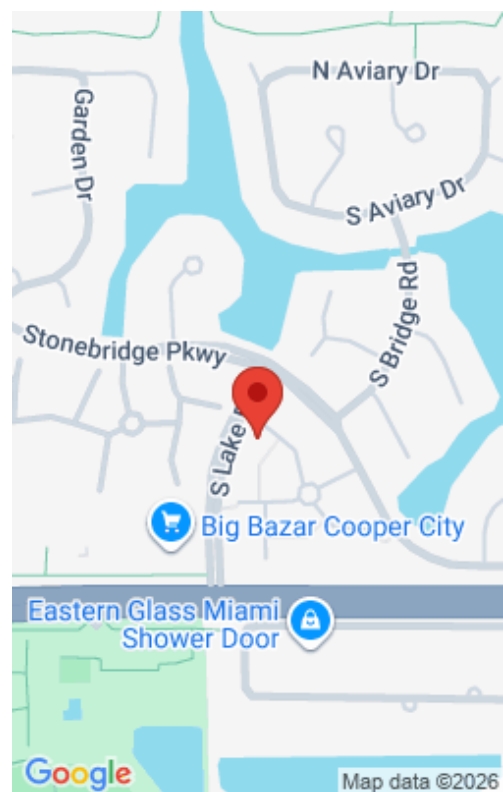 N Aviary Dr
Garden Dr
S Aviary Dr
S Bridge Rd
Stonebridge Pkwy
S Lake
Big Bazar Cooper City
Eastern Glass Miami
Shower Door
Google
Map data ©2026